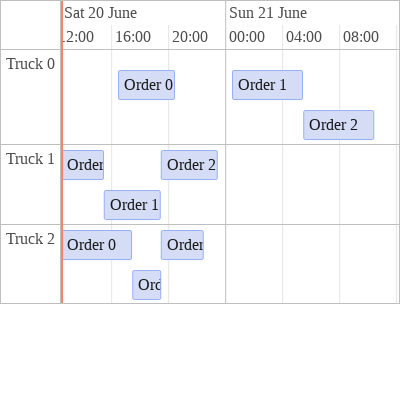 Sat 20 June Sun 21 June
2:00 16:00 20:00 00:00 04:00 08:00
Truck 0
Order 0 Order 1
Order 2
Truck 1
Order Order 2
Order 1
Truck 2
Order 0 Order
Ord